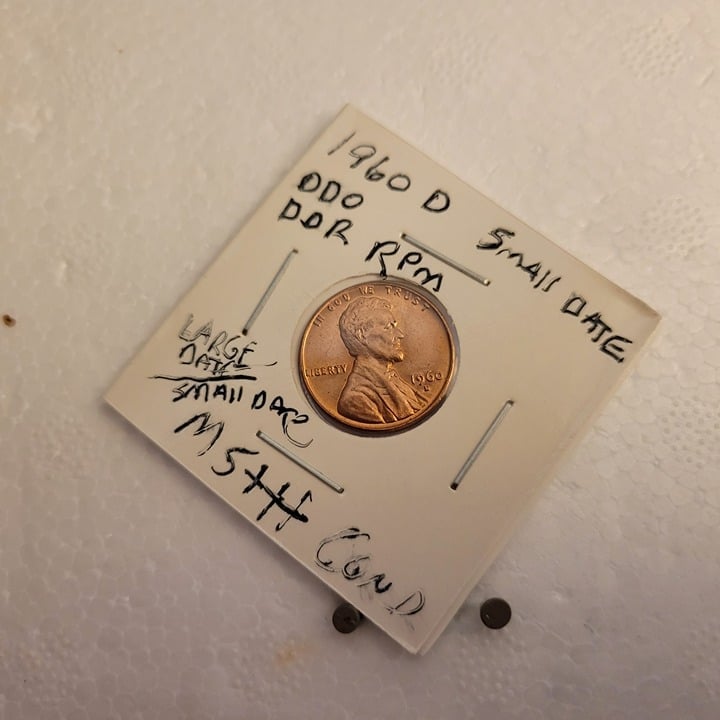 1960 D Small DATE
DDO
DDR RPM
IN GOD WE TRUST
LIBERTY
1960
D
LARGE
DATE
SMAll DATE
MS++
COND